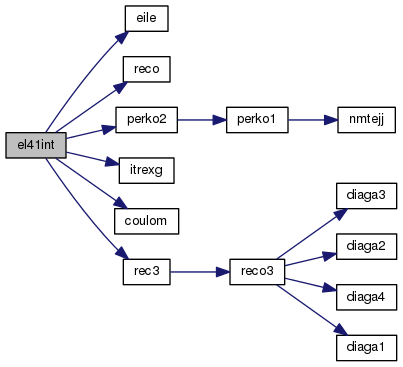 eile
reco
perko2
perko1
nmtejj
el41int
itrexg
diaga3
coulom
diaga2
rec3
reco3
diaga4
diaga1